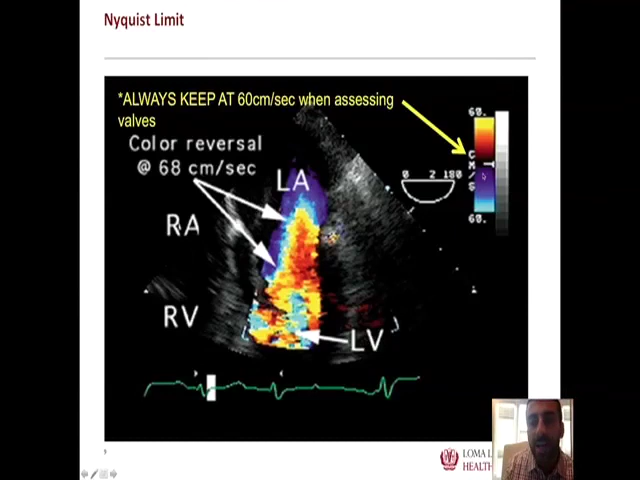 Nyquist Limit
*ALWAYS KEEP AT 60cm/sec when assessing
valves
Color reversal
@ 68 cm/sec
60.
CM/S
60.
0 2 180
LA
RA
RV
LV
LOMA L
HEALTH